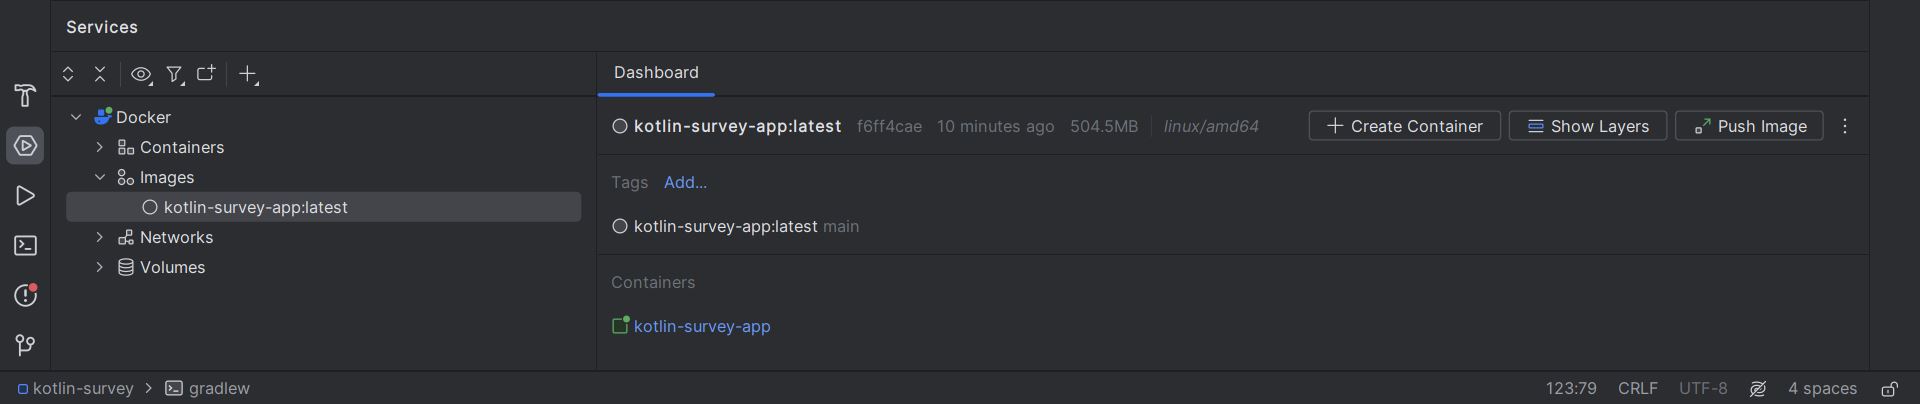 Services
Dashboard
Docker
Containers
Images
kotlin-survey-app:latest
Networks
Volumes
kotlin-survey-app:latest f6ff4cae 10 minutes ago 504.5MB linux/amd64 Create Container Show Layers Push Image
Tags Add...
kotlin-survey-app:latest main
Containers
kotlin-survey-app
kotlin-survey gradlew 123:79 CRLF UTF-8 4 spaces